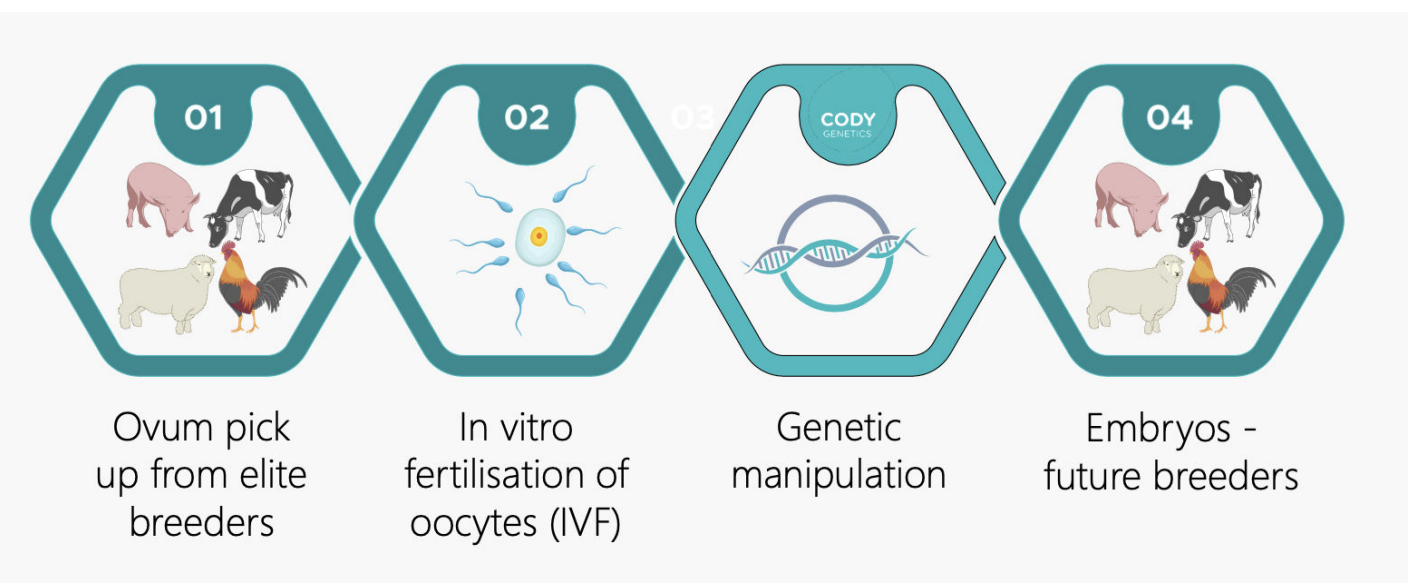 01
Ovum pick
up from elite
breeders
02
In vitro
fertilisation of
oocytes (IVF)
03
CODY
GENETICS
Genetic
manipulation
04
Embryos -
future breeders